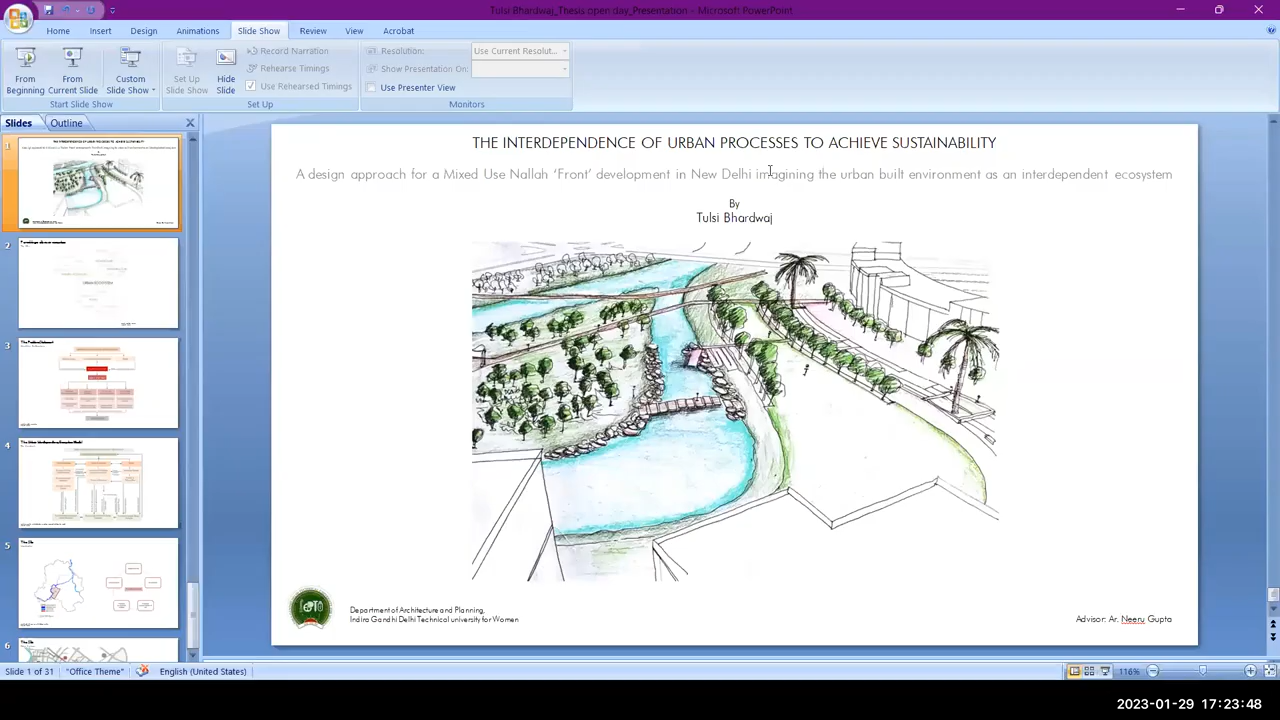 Tulsi Bhardwaj_Thesis open day_Presentation - Microsoft PowerPoint
Home Insert Design Animations Slide Show Review View Acrobat
From Beginning
From Current Slide
Custom Slide Show
Set Up Slide Show
Hide Slide
Record Narration
Rehearse Timings
Use Rehearsed Timings
Resolution: Use Current Resolut...
Show Presentation On:
Use Presenter View
Start Slide Show Set Up Monitors
Slides Outline
1
2
3
4
5
6
THE INTERDEPENDENCE OF URBAN PROCESSES TO ACHIEVE SUSTAINABILITY
A design approach for a Mixed Use Nallah ‘Front’ development in New Delhi imagining the urban built environment as an interdependent ecosystem
By
Tulsi Bhardwaj
Department of Architecture and Planning,
Indira Gandhi Delhi Technical university for Women
Advisor: Ar. Neeru Gupta
Slide 1 of 31 "Office Theme" English (United States) 116%
2023-01-29 17:23:48